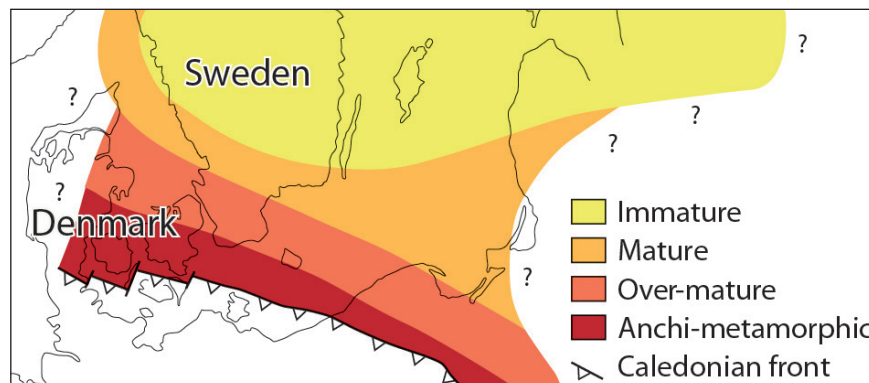 ?
Sweden
?
?
?
?
Denmark
Immature
Mature
?
Over-mature
Anchi-metamorphic
Caledonian front